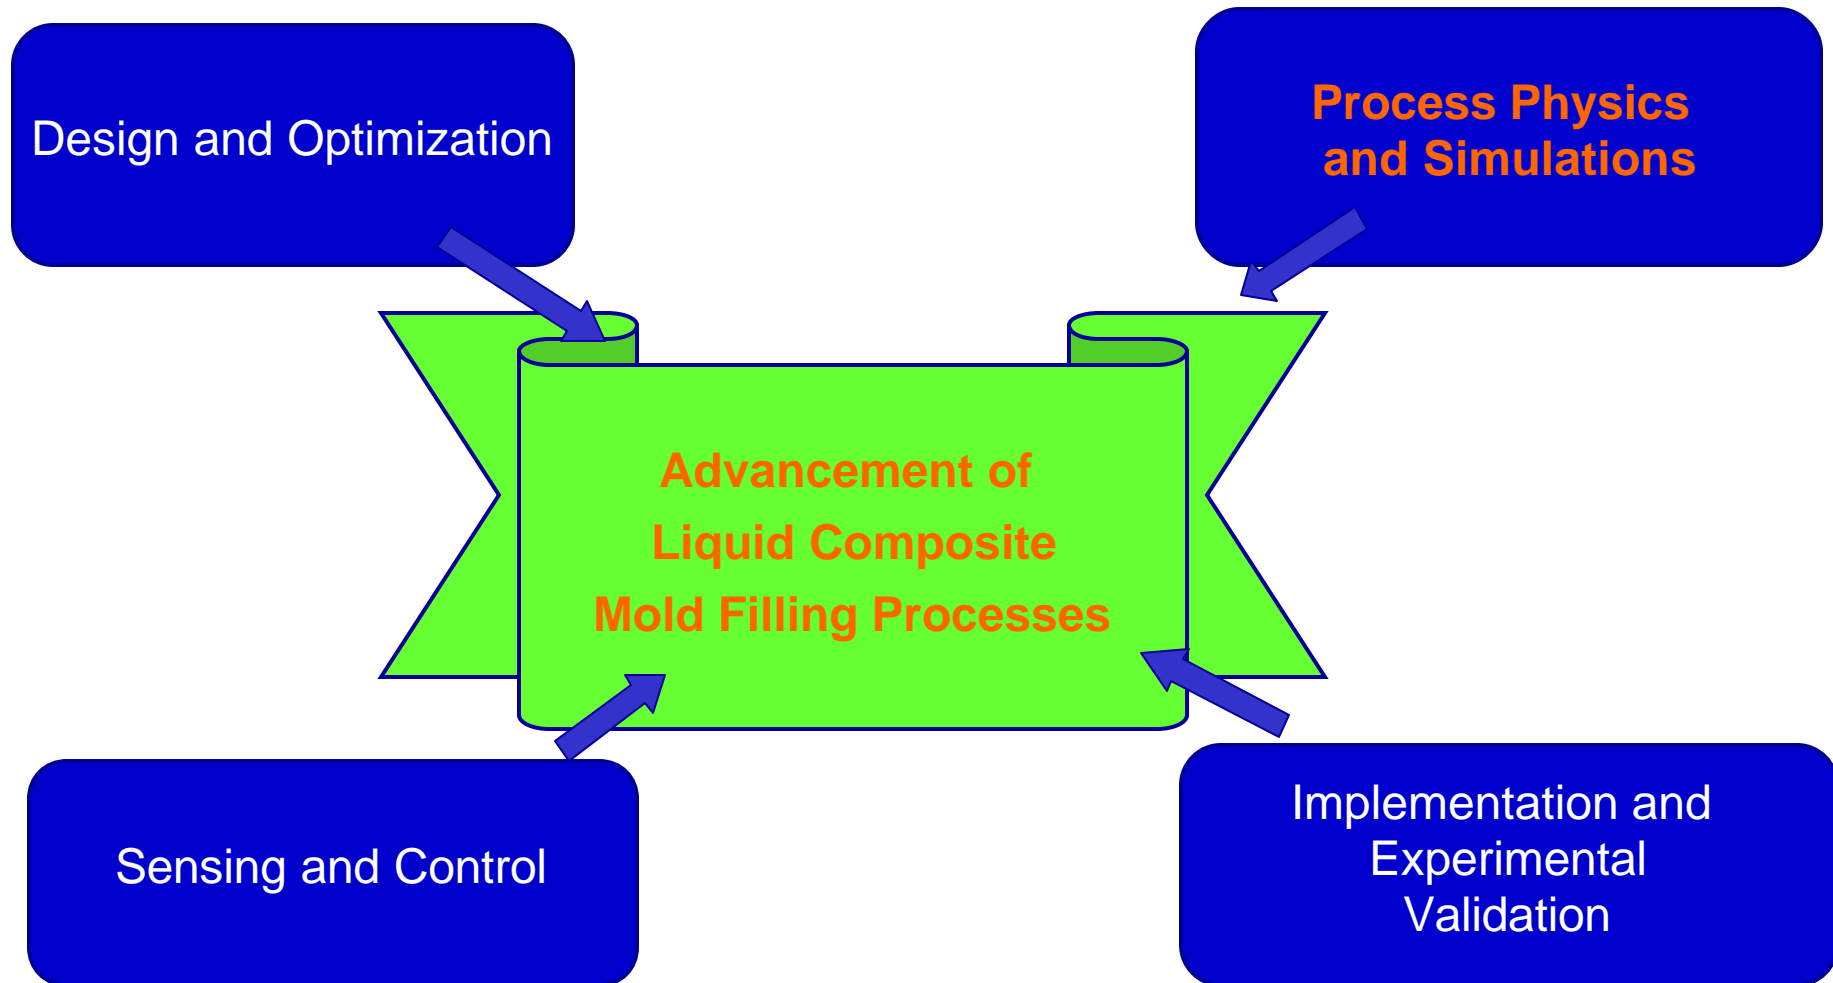 Design and Optimization
Process Physics
and Simulations
Advancement of
Liquid Composite
Mold Filling Processes
Sensing and Control
Implementation and
Experimental
Validation